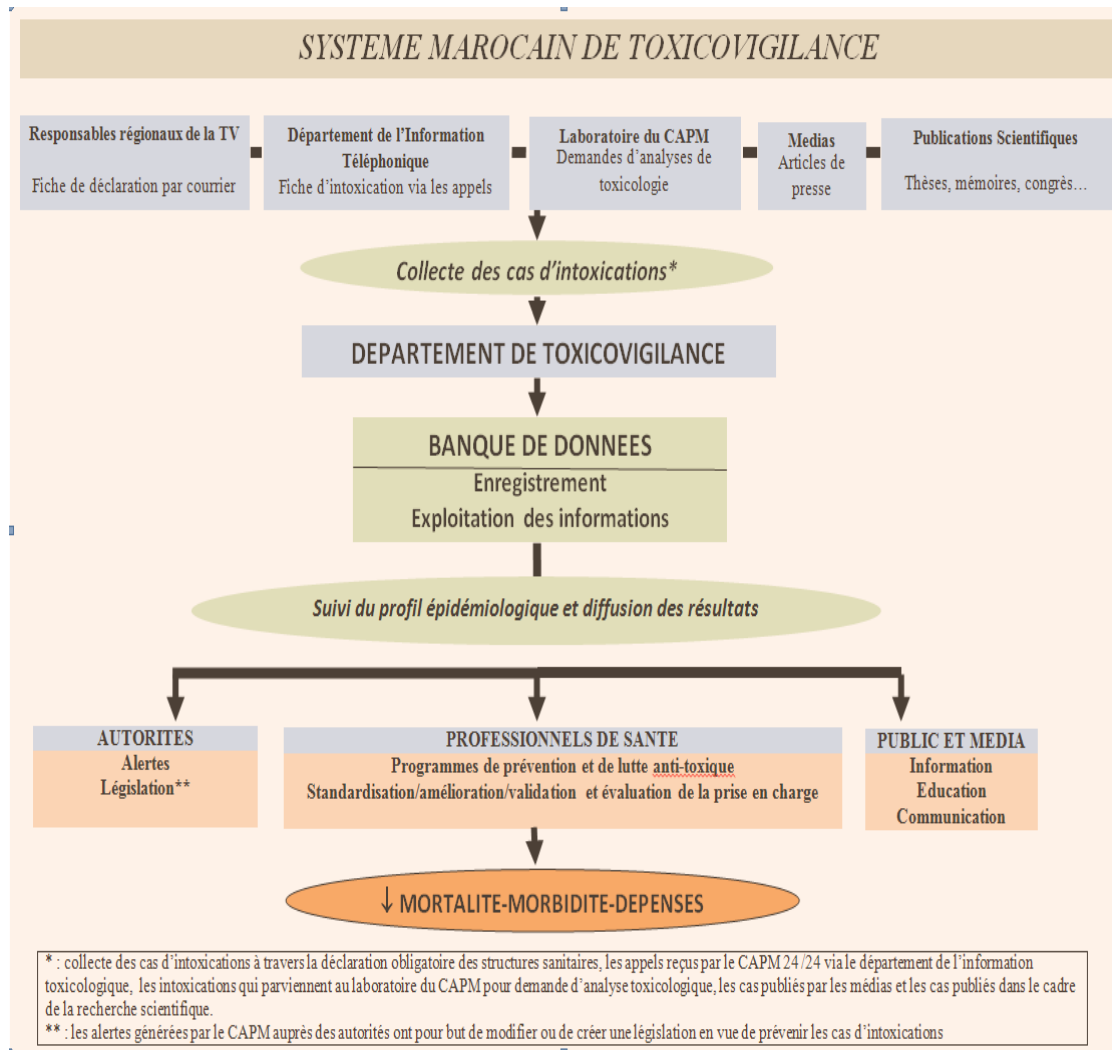 SYSTEME MAROCAIN DE TOXICOVIGILANCE
Responsables régionaux de la TV
Fiche de déclaration par courrier
Département de l'Information
Téléphonique
Fiche d'intoxication via les appels
Laboratoire du CAPM
Demandes d'analyses de
toxicologie
Medias
Articles de
presse
Publications Scientifiques
Thèses, mémoires, congrès…
Collecte des cas d'intoxications*
DEPARTEMENT DE TOXICOVIGILANCE
BANQUE DE DONNEES
Enregistrement
Exploitation des informations
Suivi du profil épidémiologique et diffusion des résultats
AUTORITES
Alertes
Législation**
PROFESSIONNELS DE SANTE
Programmes de prévention et de lutte anti-toxique
Standardisation/amélioration/validation et évaluation de la prise en charge
PUBLIC ET MEDIA
Information
Education
Communication
↓ MORTALITE-MORBIDITE-DEPENSES
* : collecte des cas d'intoxications à travers la déclaration obligatoire des structures sanitaires, les appels reçus par le CAPM 24 /24 via le département de l'information
toxicologique, les intoxications qui parviennent au laboratoire du CAPM pour demande d'analyse toxicologique, les cas publiés par les médias et les cas publiés dans le cadre
de la recherche scientifique.
** : les alertes générées par le CAPM auprès des autorités ont pour but de modifier ou de créer une législation en vue de prévenir les cas d'intoxications